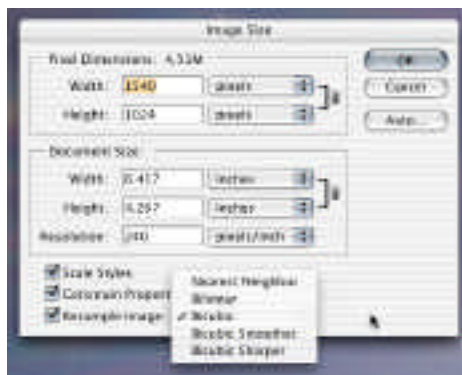 Image Size
Pixel Dimensions: 4.51M
Width: 1540 pixels
Height: 1024 pixels
OK
Cancel
Auto...
Document Size:
Width: 6.417 inches
Height: 4.267 inches
Resolution: 240 pixels/inch
Scale Styles
Constrain Proport
Resample Image:
Nearest Neighbor
Bilinear
✓ Bicubic
Bicubic Smoother
Bicubic Sharper